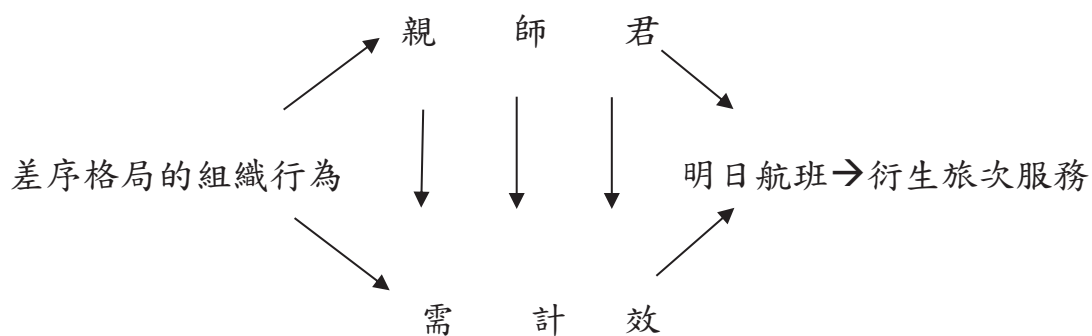 親 師 君
差序格局的組織行為
明日航班→衍生旅次服務
需 計 效